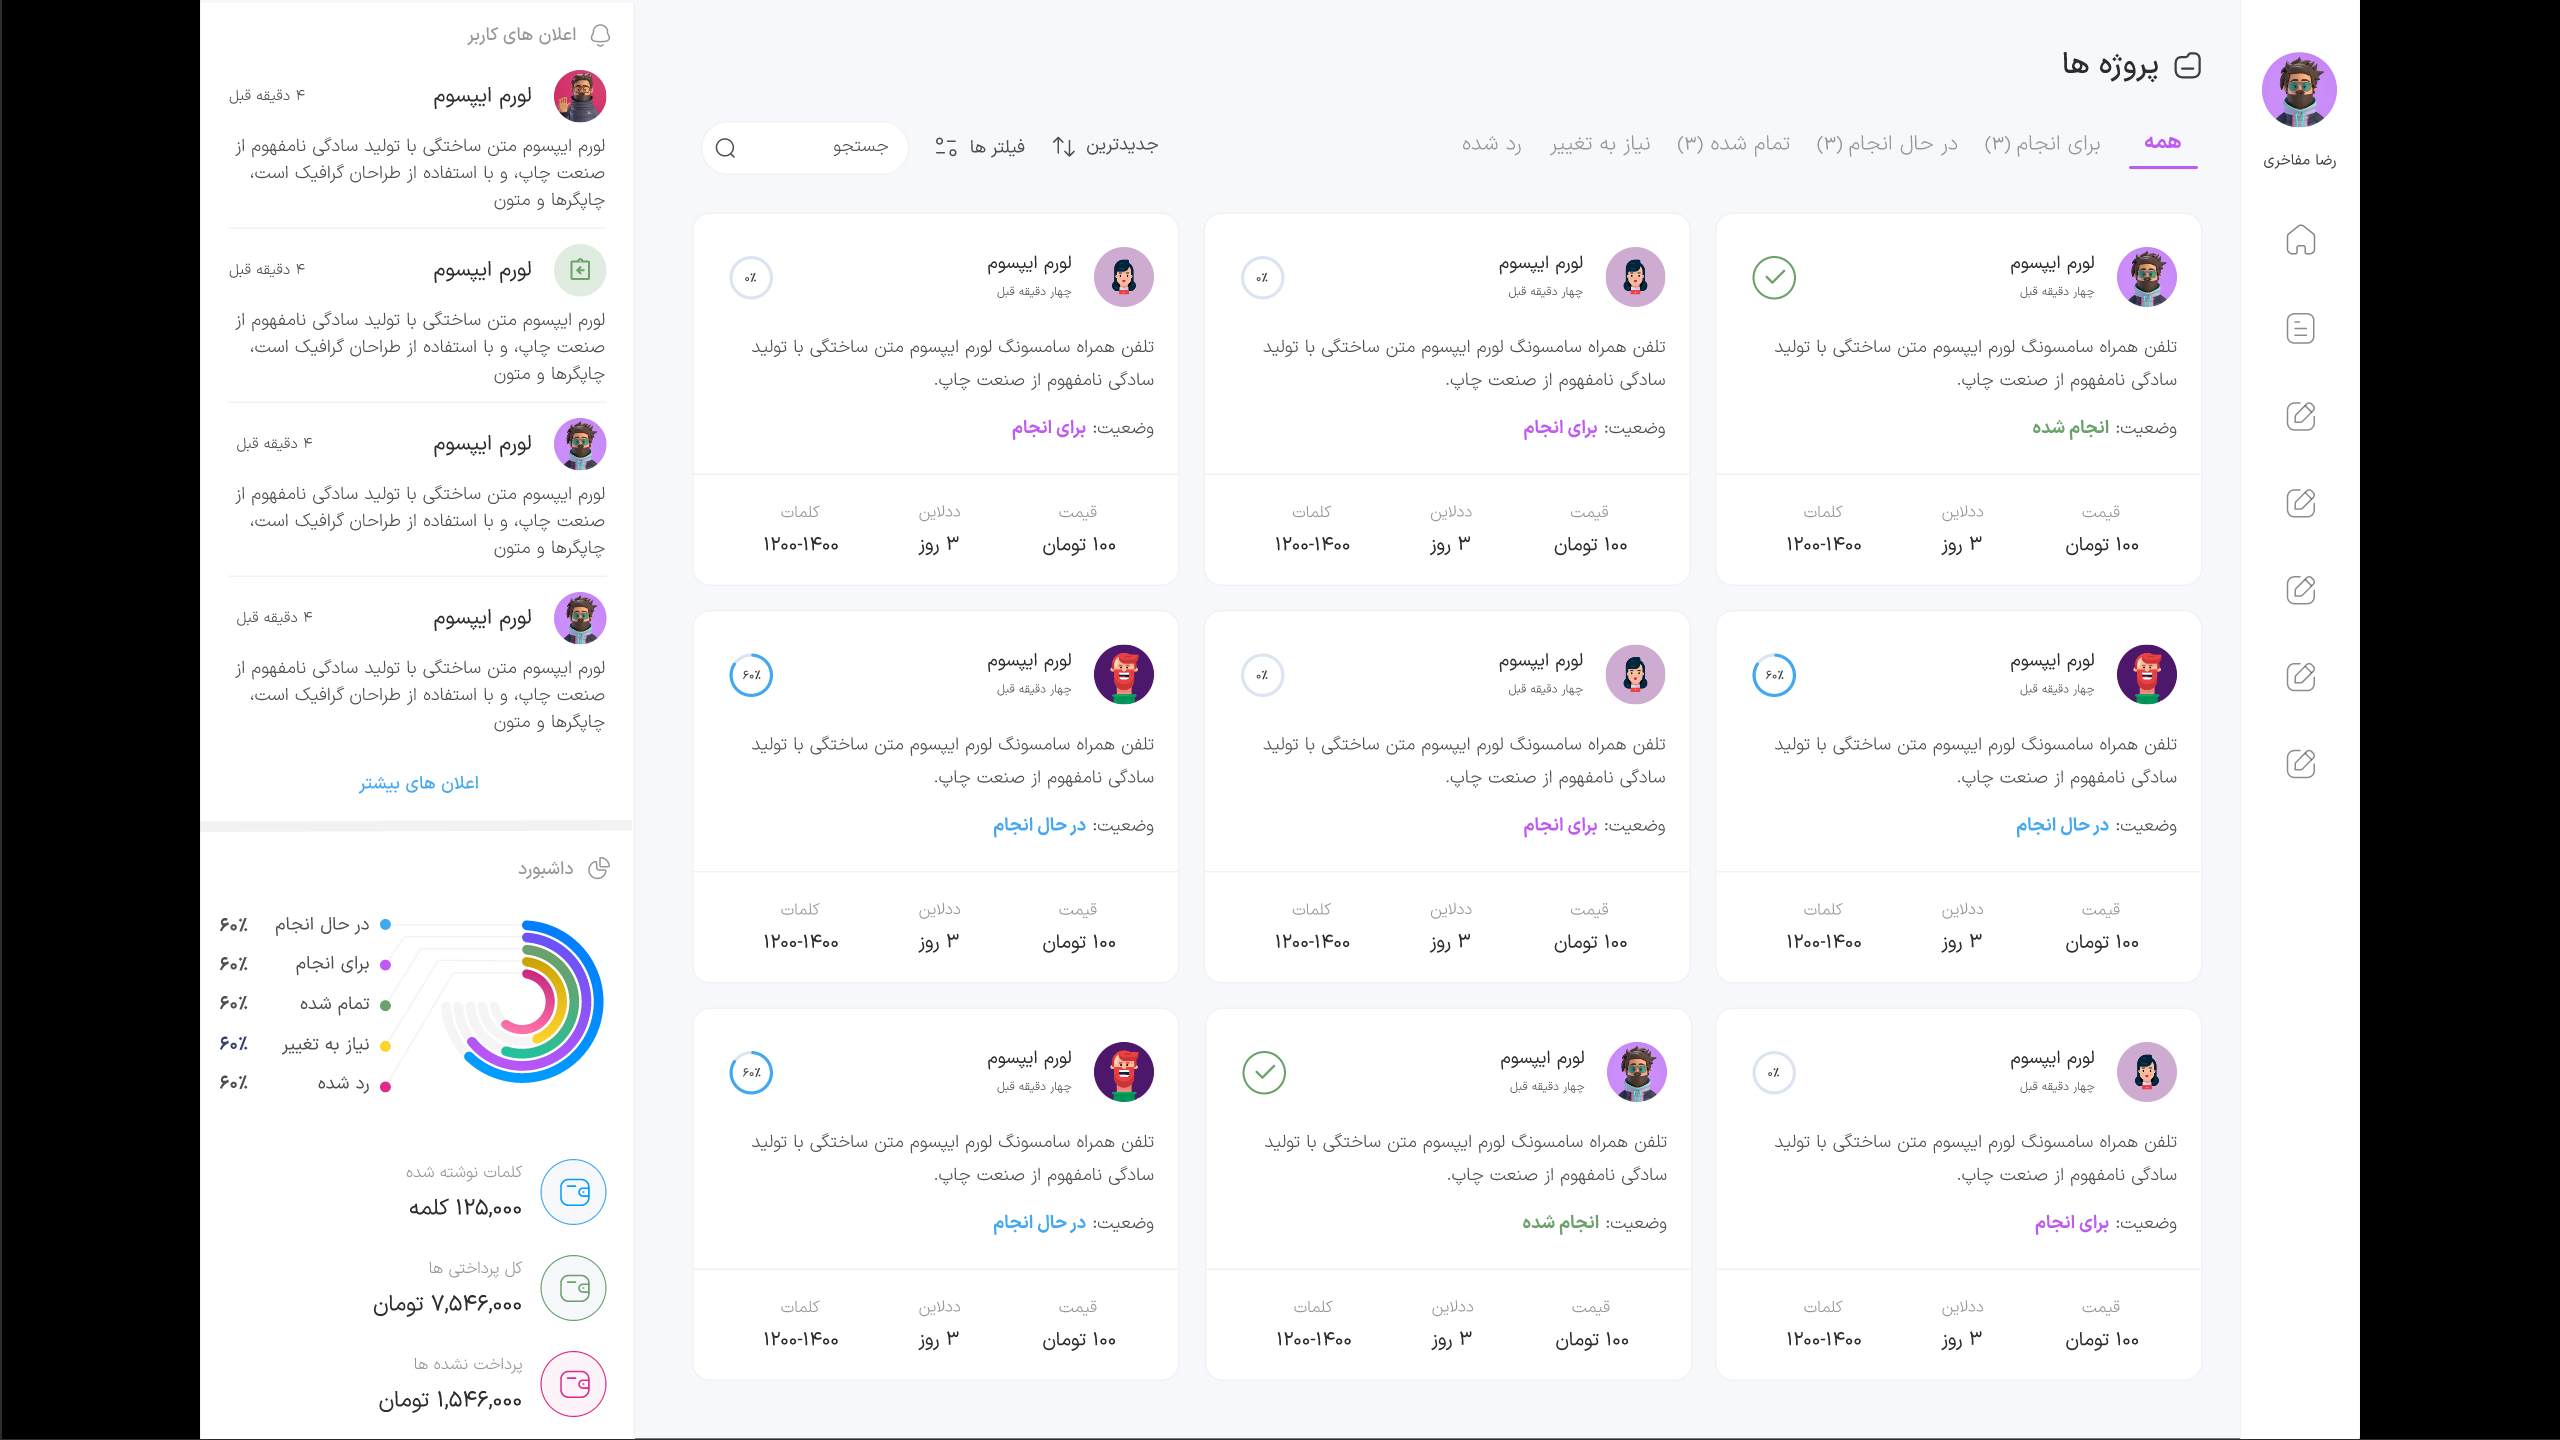 رضا مفاخری
پروژه ها
همه
برای انجام (۳)
در حال انجام (۳)
تمام شده (۳)
نیاز به تغییر
رد شده
جدیدترین
فیلتر ها
جستجو
لورم ایپسوم
چهار دقیقه قبل
تلفن همراه سامسونگ لورم ایپسوم متن ساختگی با تولید
سادگی نامفهوم از صنعت چاپ.
وضعیت: انجام شده
قیمت
ددلاین
کلمات
۱۰۰ تومان
۳ روز
۱۲۰۰-۱۴۰۰
لورم ایپسوم
چهار دقیقه قبل
۰٪
تلفن همراه سامسونگ لورم ایپسوم متن ساختگی با تولید
سادگی نامفهوم از صنعت چاپ.
وضعیت: برای انجام
قیمت
ددلاین
کلمات
۱۰۰ تومان
۳ روز
۱۲۰۰-۱۴۰۰
لورم ایپسوم
چهار دقیقه قبل
۰٪
تلفن همراه سامسونگ لورم ایپسوم متن ساختگی با تولید
سادگی نامفهوم از صنعت چاپ.
وضعیت: برای انجام
قیمت
ددلاین
کلمات
۱۰۰ تومان
۳ روز
۱۲۰۰-۱۴۰۰
لورم ایپسوم
چهار دقیقه قبل
۶۰٪
تلفن همراه سامسونگ لورم ایپسوم متن ساختگی با تولید
سادگی نامفهوم از صنعت چاپ.
وضعیت: در حال انجام
قیمت
ددلاین
کلمات
۱۰۰ تومان
۳ روز
۱۲۰۰-۱۴۰۰
لورم ایپسوم
چهار دقیقه قبل
۰٪
تلفن همراه سامسونگ لورم ایپسوم متن ساختگی با تولید
سادگی نامفهوم از صنعت چاپ.
وضعیت: برای انجام
قیمت
ددلاین
کلمات
۱۰۰ تومان
۳ روز
۱۲۰۰-۱۴۰۰
لورم ایپسوم
چهار دقیقه قبل
۶۰٪
تلفن همراه سامسونگ لورم ایپسوم متن ساختگی با تولید
سادگی نامفهوم از صنعت چاپ.
وضعیت: در حال انجام
قیمت
ددلاین
کلمات
۱۰۰ تومان
۳ روز
۱۲۰۰-۱۴۰۰
لورم ایپسوم
چهار دقیقه قبل
۰٪
تلفن همراه سامسونگ لورم ایپسوم متن ساختگی با تولید
سادگی نامفهوم از صنعت چاپ.
وضعیت: برای انجام
قیمت
ددلاین
کلمات
۱۰۰ تومان
۳ روز
۱۲۰۰-۱۴۰۰
لورم ایپسوم
چهار دقیقه قبل
تلفن همراه سامسونگ لورم ایپسوم متن ساختگی با تولید
سادگی نامفهوم از صنعت چاپ.
وضعیت: انجام شده
قیمت
ددلاین
کلمات
۱۰۰ تومان
۳ روز
۱۲۰۰-۱۴۰۰
لورم ایپسوم
چهار دقیقه قبل
۶۰٪
تلفن همراه سامسونگ لورم ایپسوم متن ساختگی با تولید
سادگی نامفهوم از صنعت چاپ.
وضعیت: در حال انجام
قیمت
ددلاین
کلمات
۱۰۰ تومان
۳ روز
۱۲۰۰-۱۴۰۰
اعلان های کاربر
لورم ایپسوم
۴ دقیقه قبل
لورم ایپسوم متن ساختگی با تولید سادگی نامفهوم از
صنعت چاپ، و با استفاده از طراحان گرافیک است،
چاپگرها و متون
لورم ایپسوم
۴ دقیقه قبل
لورم ایپسوم متن ساختگی با تولید سادگی نامفهوم از
صنعت چاپ، و با استفاده از طراحان گرافیک است،
چاپگرها و متون
لورم ایپسوم
۴ دقیقه قبل
لورم ایپسوم متن ساختگی با تولید سادگی نامفهوم از
صنعت چاپ، و با استفاده از طراحان گرافیک است،
چاپگرها و متون
لورم ایپسوم
۴ دقیقه قبل
لورم ایپسوم متن ساختگی با تولید سادگی نامفهوم از
صنعت چاپ، و با استفاده از طراحان گرافیک است،
چاپگرها و متون
اعلان های بیشتر
داشبورد
در حال انجام ۶۰٪
برای انجام ۶۰٪
تمام شده ۶۰٪
نیاز به تغییر ۶۰٪
رد شده ۶۰٪
کلمات نوشته شده
۱۲۵,۰۰۰ کلمه
کل پرداختی ها
۷,۵۴۶,۰۰۰ تومان
پرداخت نشده ها
۱,۵۴۶,۰۰۰ تومان